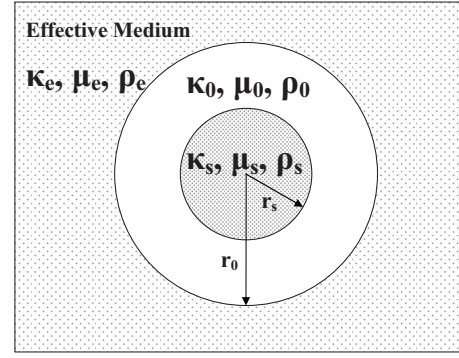 Effective Medium
κₑ, μₑ, ρₑ
κ₀, μ₀, ρ₀
κₛ, μₛ, ρₛ
rₛ
r₀